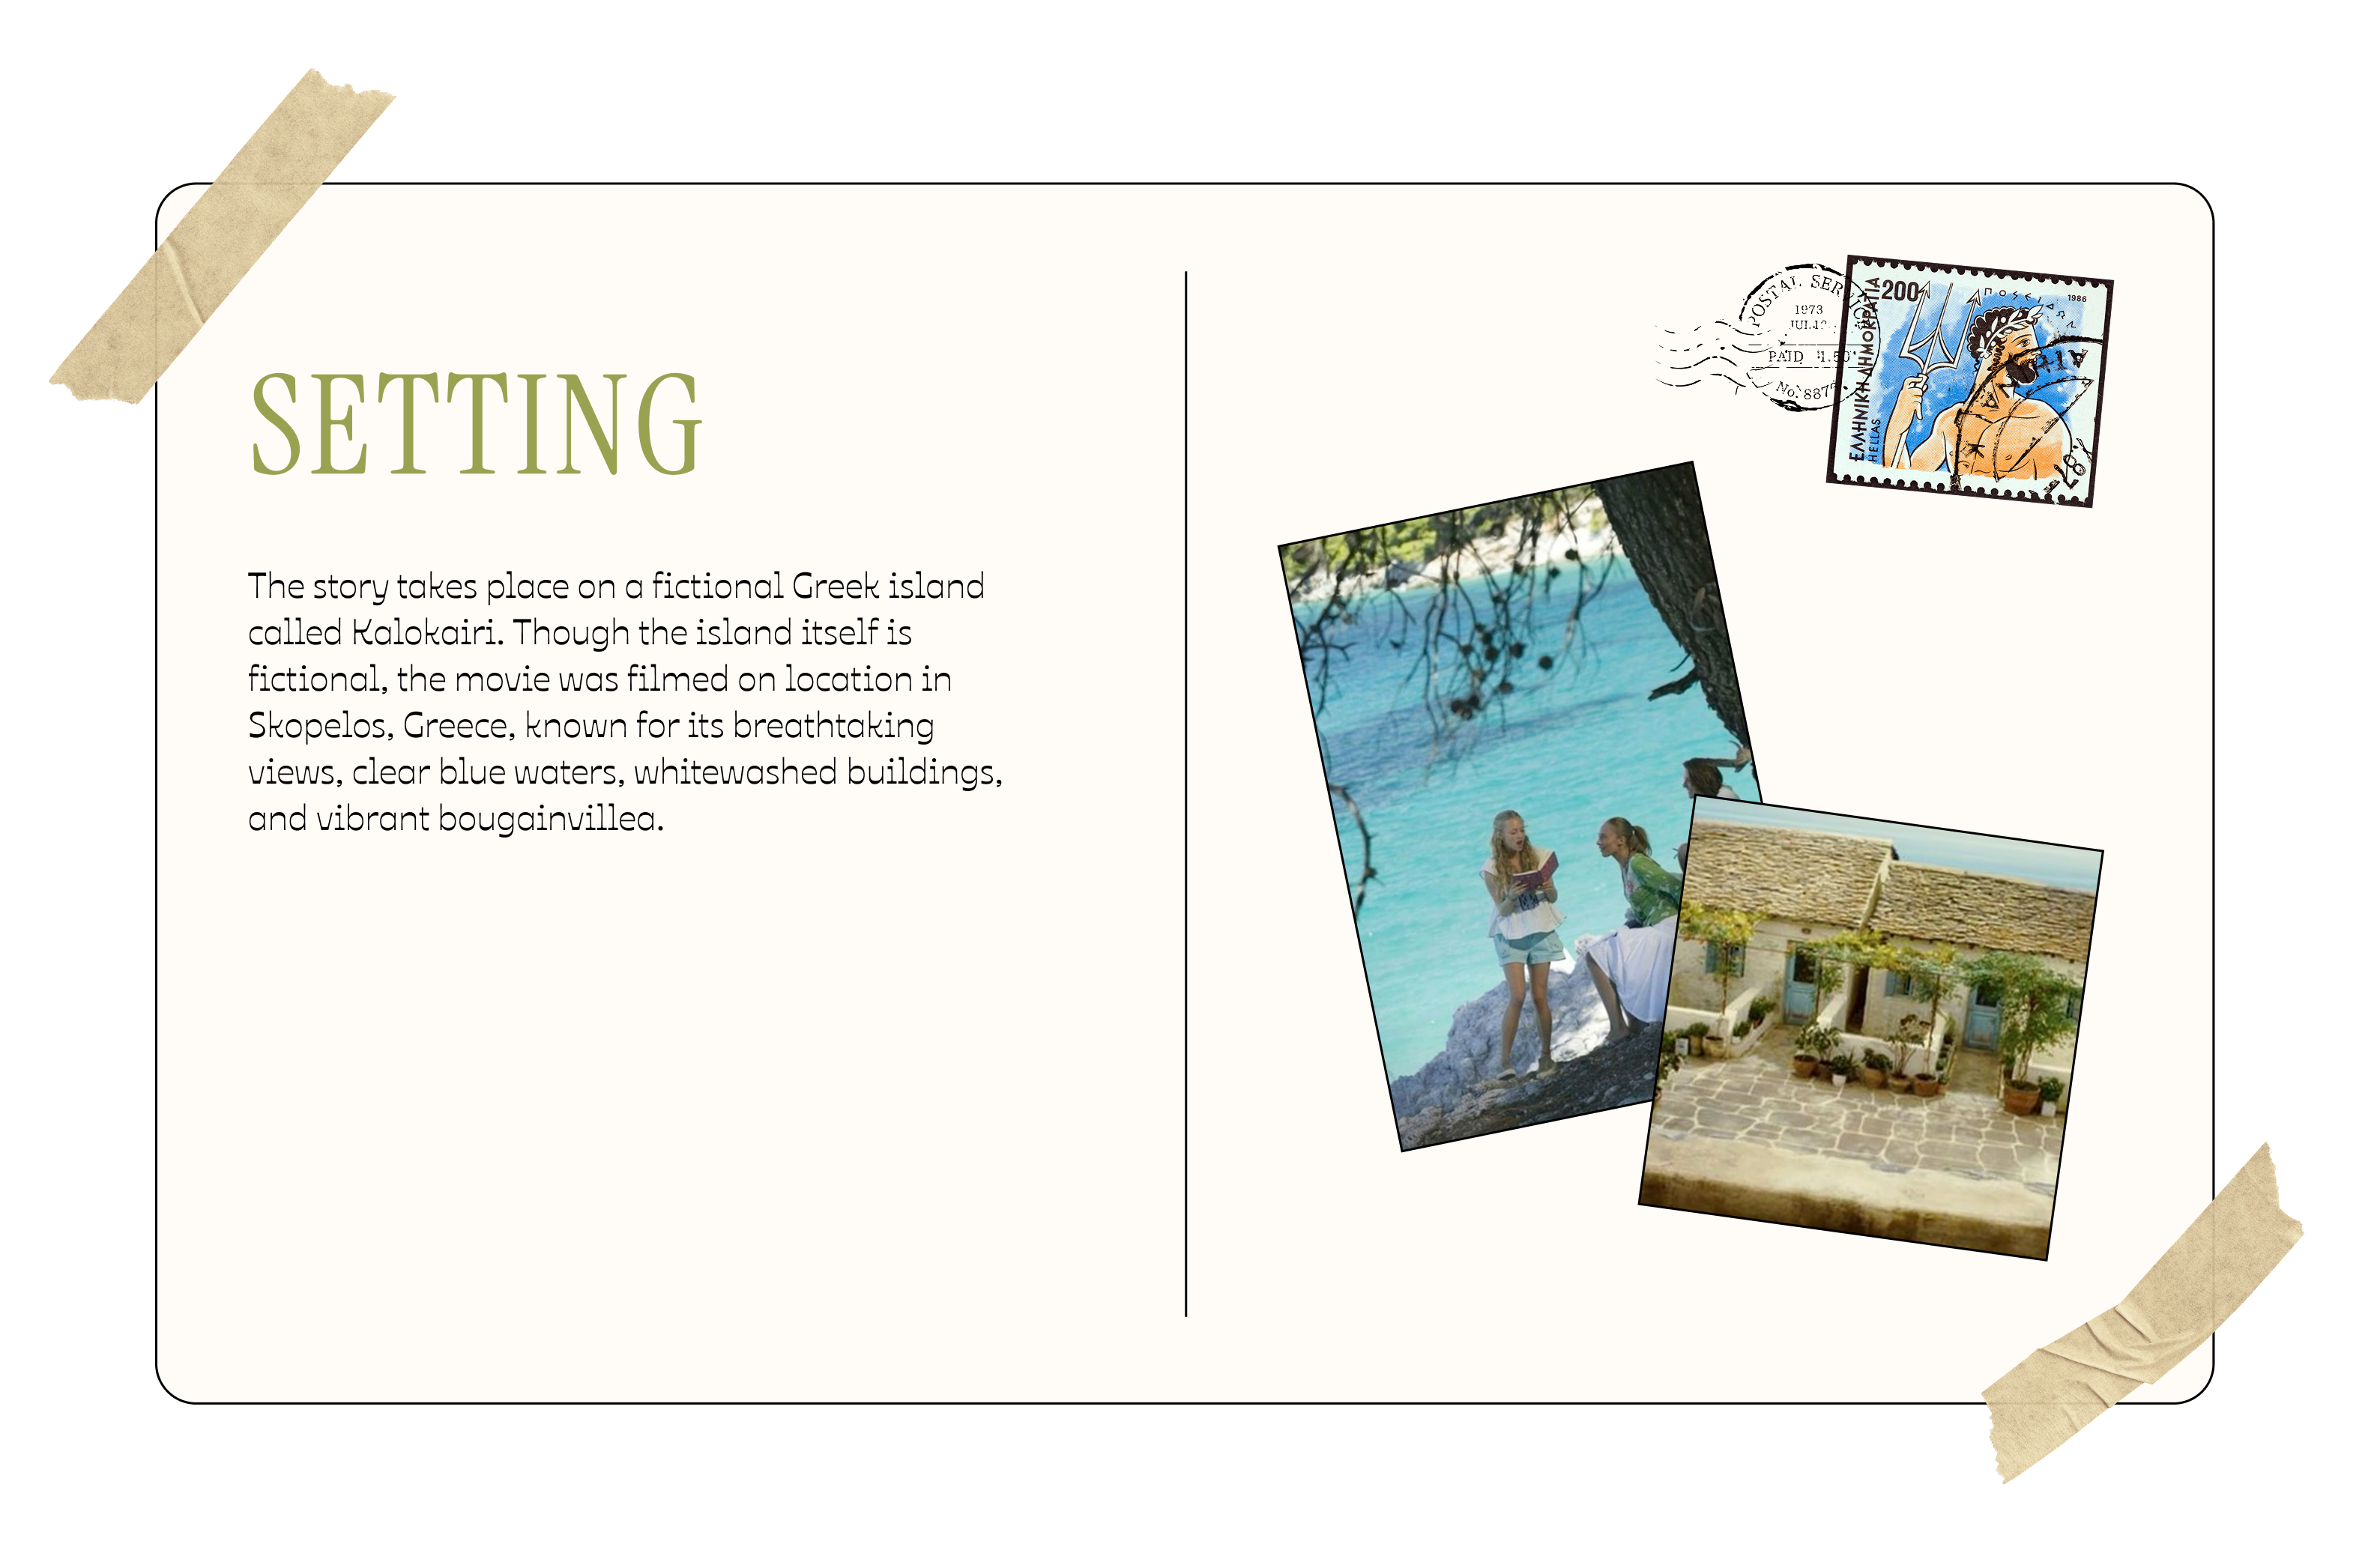 SETTING
The story takes place on a fictional Greek island
called Kalokairi. Though the island itself is
fictional, the movie was filmed on location in
Skopelos, Greece, known for its breathtaking
views, clear blue waters, whitewashed buildings,
and vibrant bougainvillea.
POSTAL SERVICE
1973
JUL 12
PAID
No. 887
200
ΠΟΣΕΙΔΩΝ
1986
ΕΛΛΗΝΙΚΗ ΔΗΜΟΚΡΑΤΙΑ
HELLAS